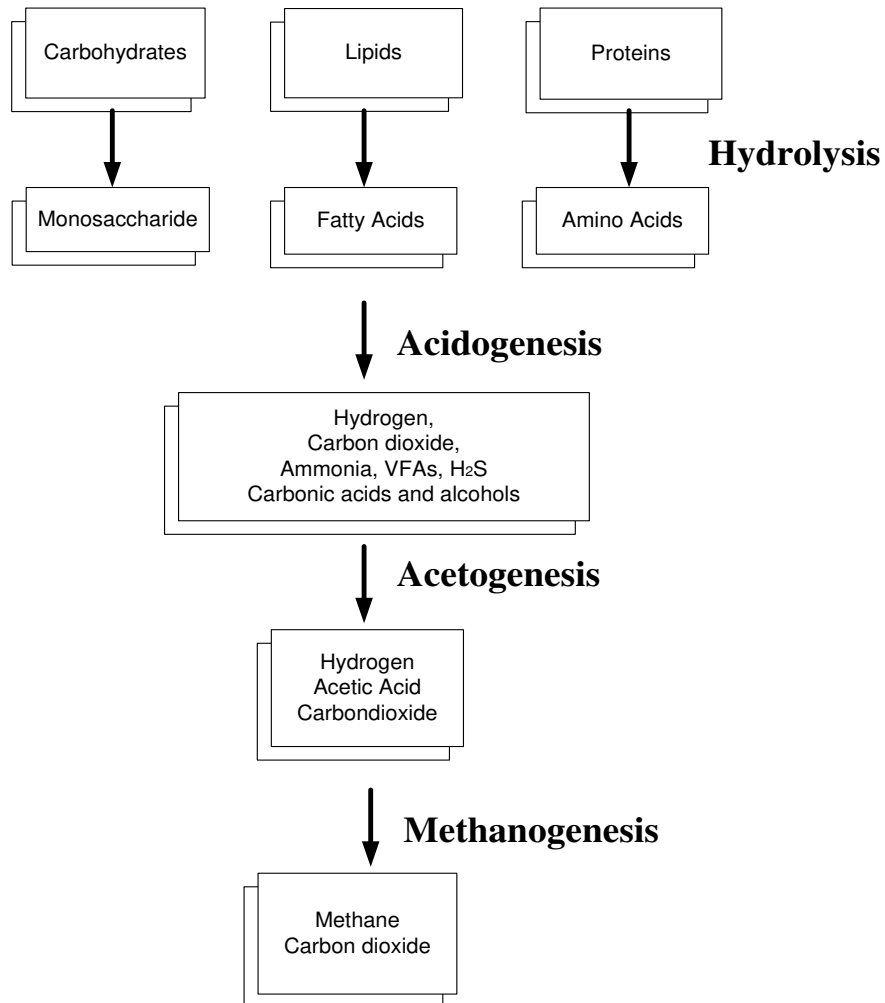 Carbohydrates
Lipids
Proteins
Hydrolysis
Monosaccharide
Fatty Acids
Amino Acids
Acidogenesis
Hydrogen,
Carbon dioxide,
Ammonia, VFAs, H₂S
Carbonic acids and alcohols
Acetogenesis
Hydrogen
Acetic Acid
Carbondioxide
Methanogenesis
Methane
Carbon dioxide